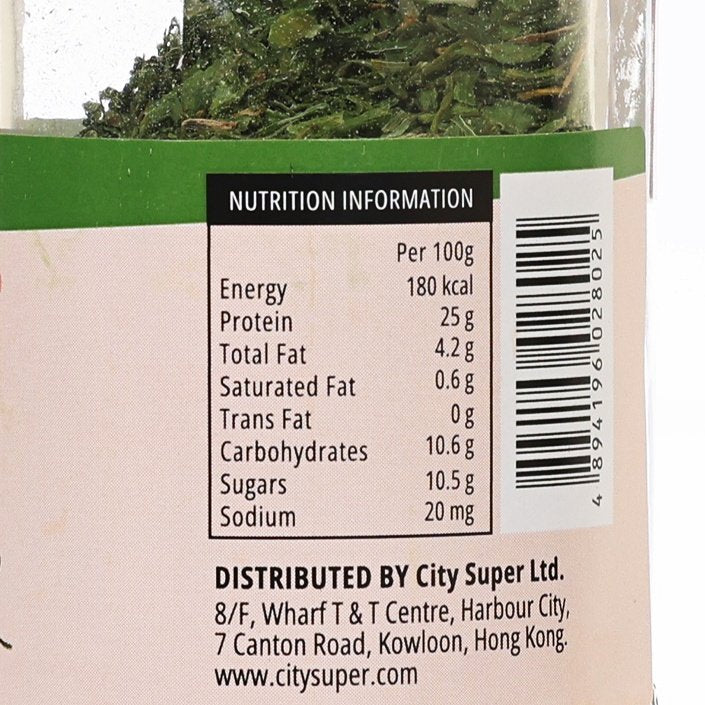 NUTRITION INFORMATION
Per 100g
Energy 180 kcal
Protein 25 g
Total Fat 4.2 g
Saturated Fat 0.6 g
Trans Fat 0 g
Carbohydrates 10.6 g
Sugars 10.5 g
Sodium 20 mg
4 894196 028025
DISTRIBUTED BY City Super Ltd.
8/F, Wharf T & T Centre, Harbour City,
7 Canton Road, Kowloon, Hong Kong.
www.citysuper.com